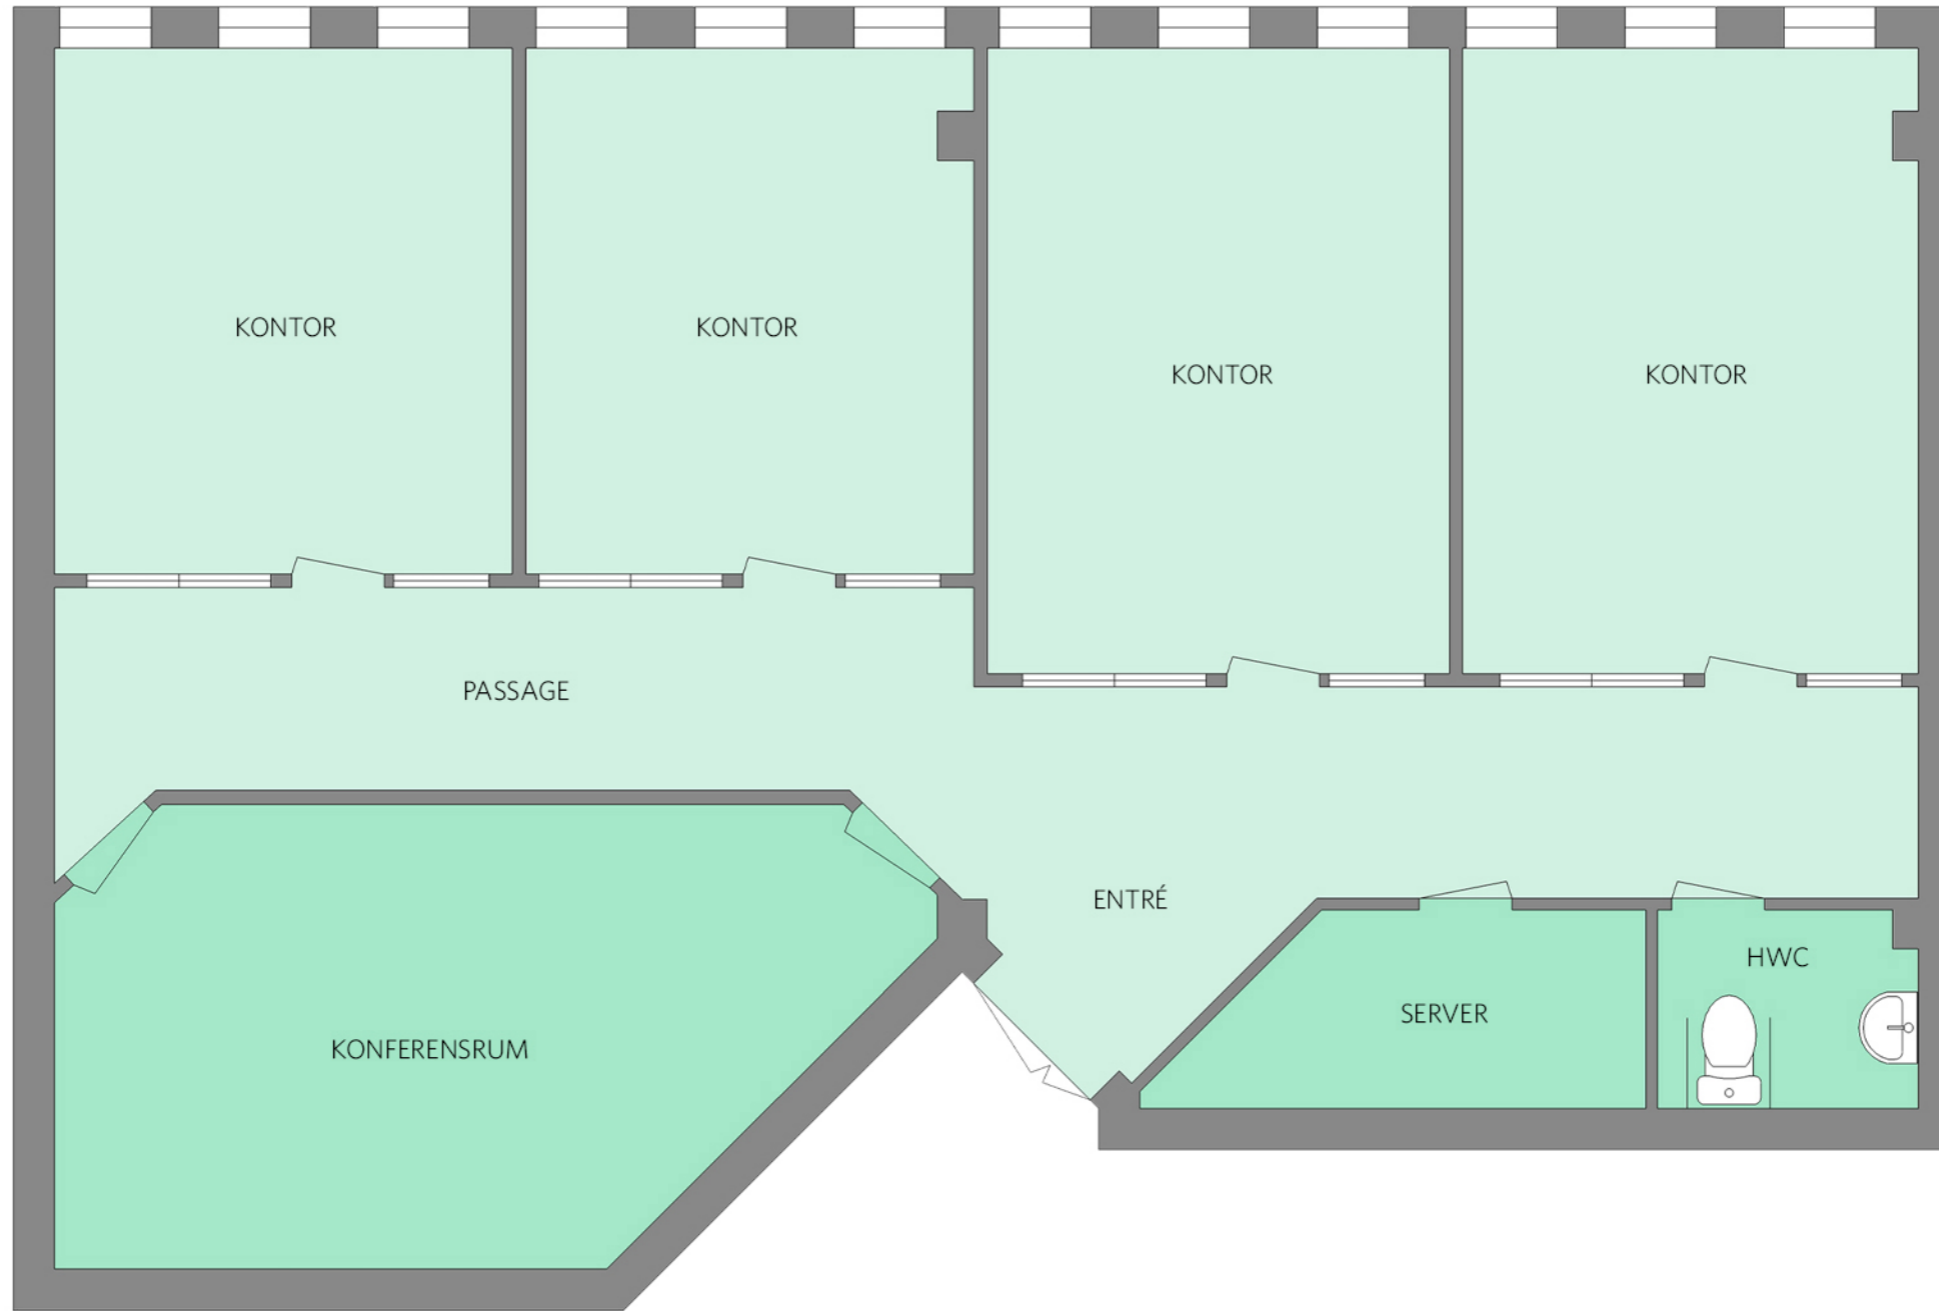 KONTOR
KONTOR
KONTOR
KONTOR
PASSAGE
ENTRÉ
HWC
SERVER
KONFERENSRUM